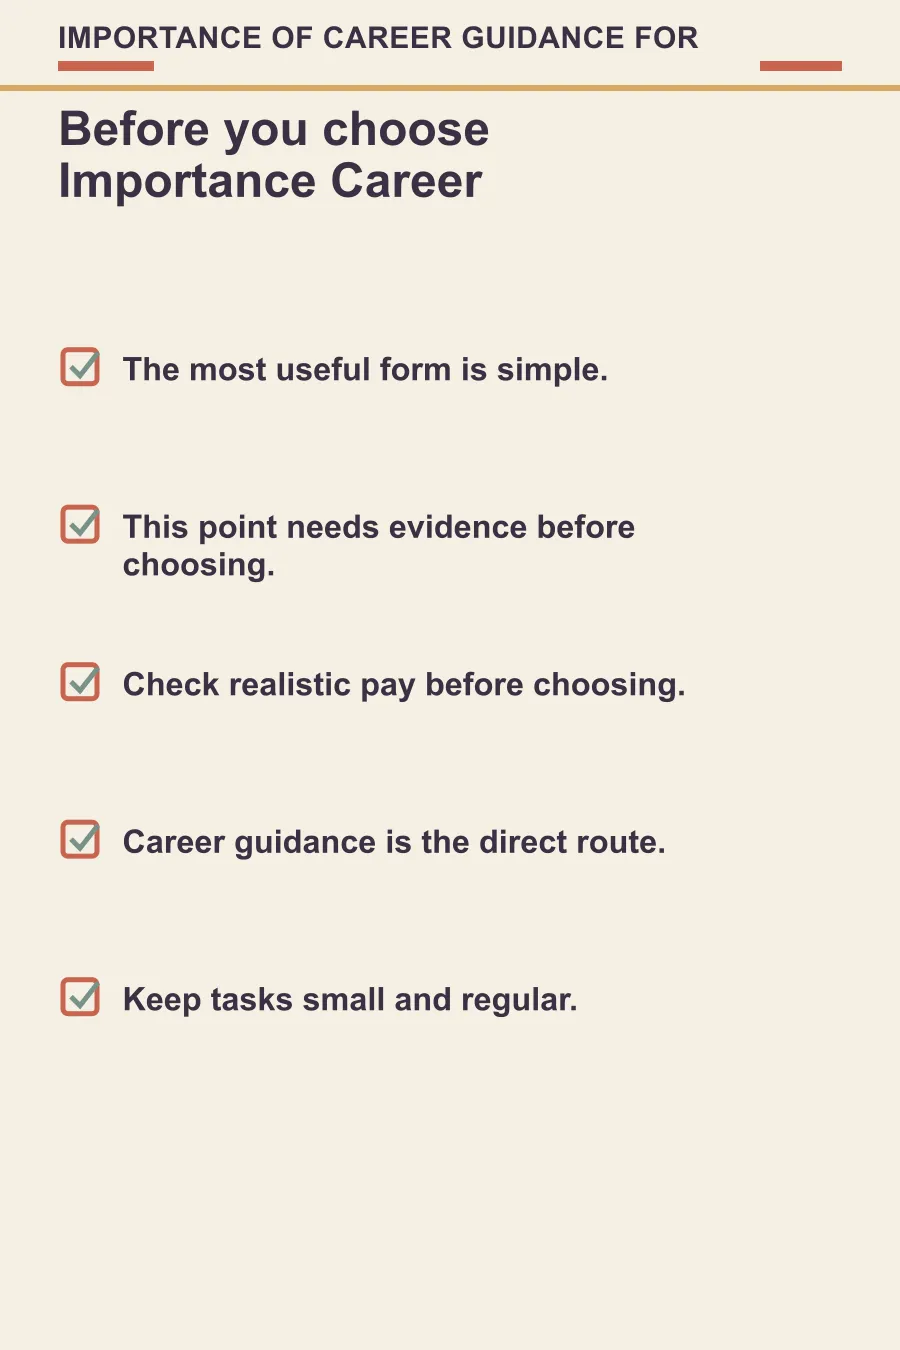 IMPORTANCE OF CAREER GUIDANCE FOR
Before you choose
Importance Career
The most useful form is simple.
This point needs evidence before
choosing.
Check realistic pay before choosing.
Career guidance is the direct route.
Keep tasks small and regular.